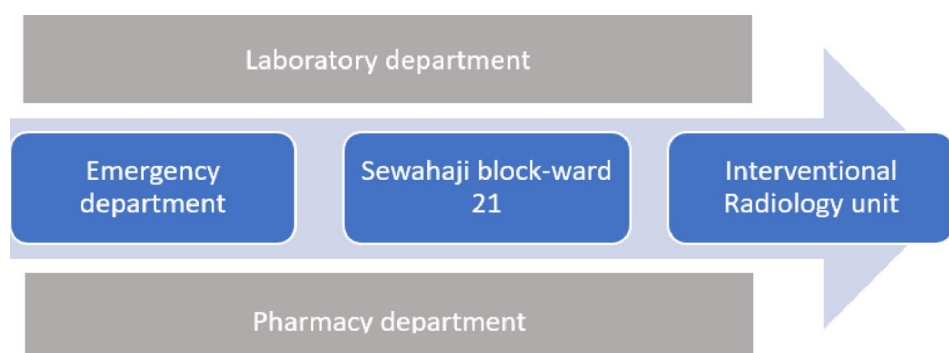 Laboratory department
Emergency
department
Sewahaji block-ward
21
Interventional
Radiology unit
Pharmacy department